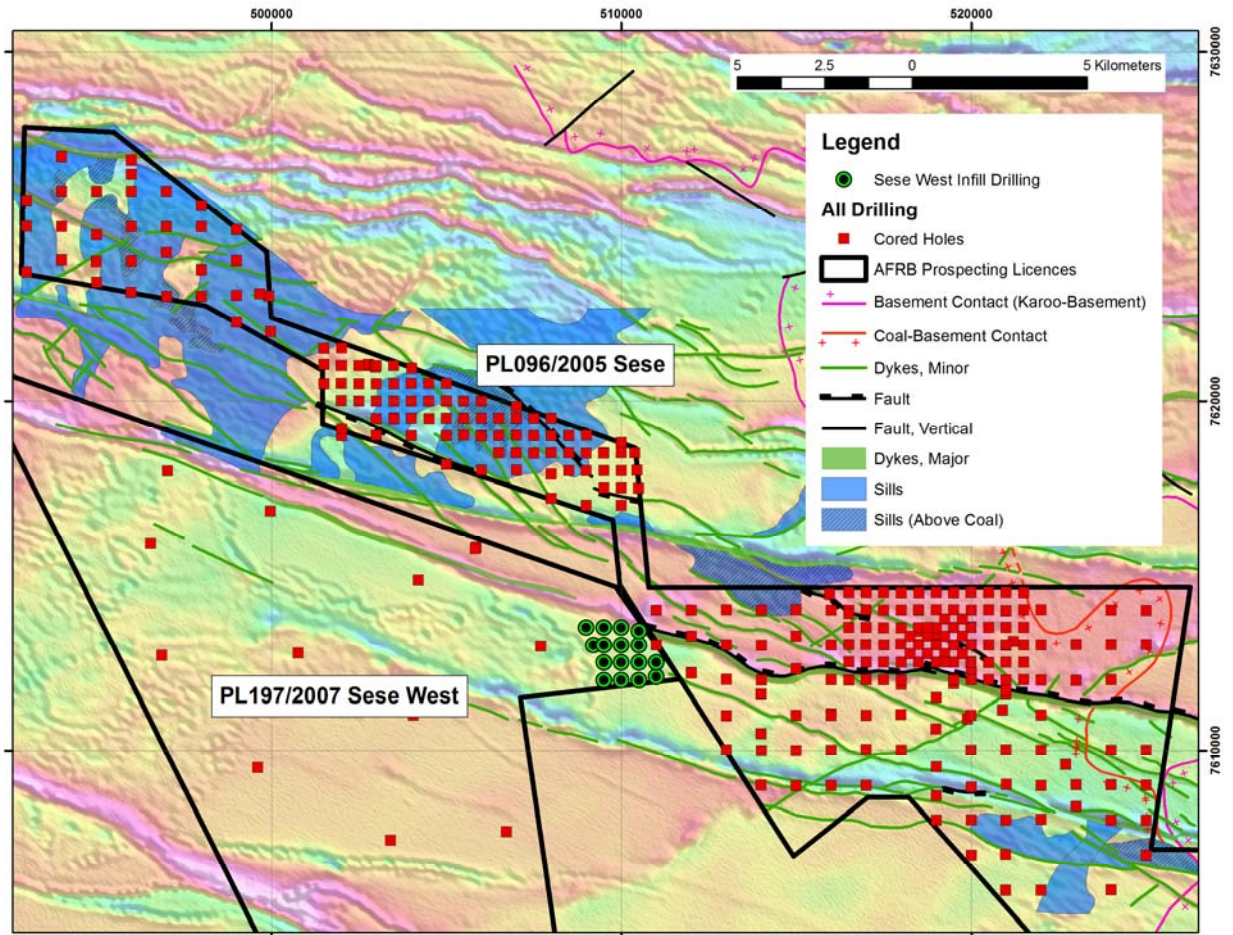 500000
510000
520000
7630000
5
2.5
0
5 Kilometers
Legend
Sese West Infill Drilling
All Drilling
Cored Holes
AFRB Prospecting Licences
Basement Contact (Karoo-Basement)
Coal-Basement Contact
Dykes, Minor
Fault
Fault, Vertical
Dykes, Major
Sills
Sills (Above Coal)
PL096/2005 Sese
7620000
PL197/2007 Sese West
7610000